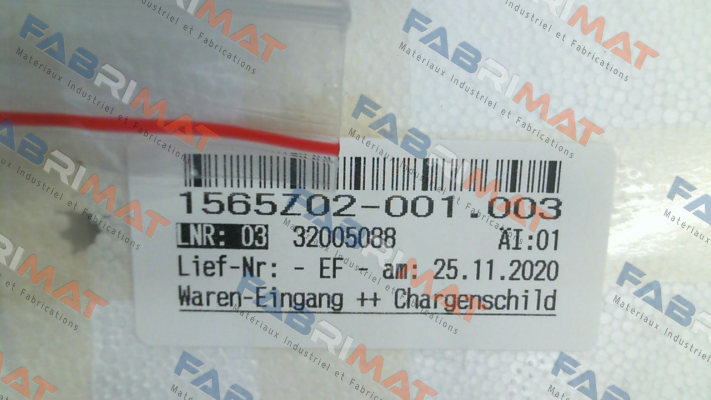 1565Z02-001.003
LNR: 03 32005088 AI:01
Lief-Nr: - EF - am: 25.11.2020
Waren-Eingang ++ Chargenschild
FABRIMAT
Materiaux Industriel et Fabrications